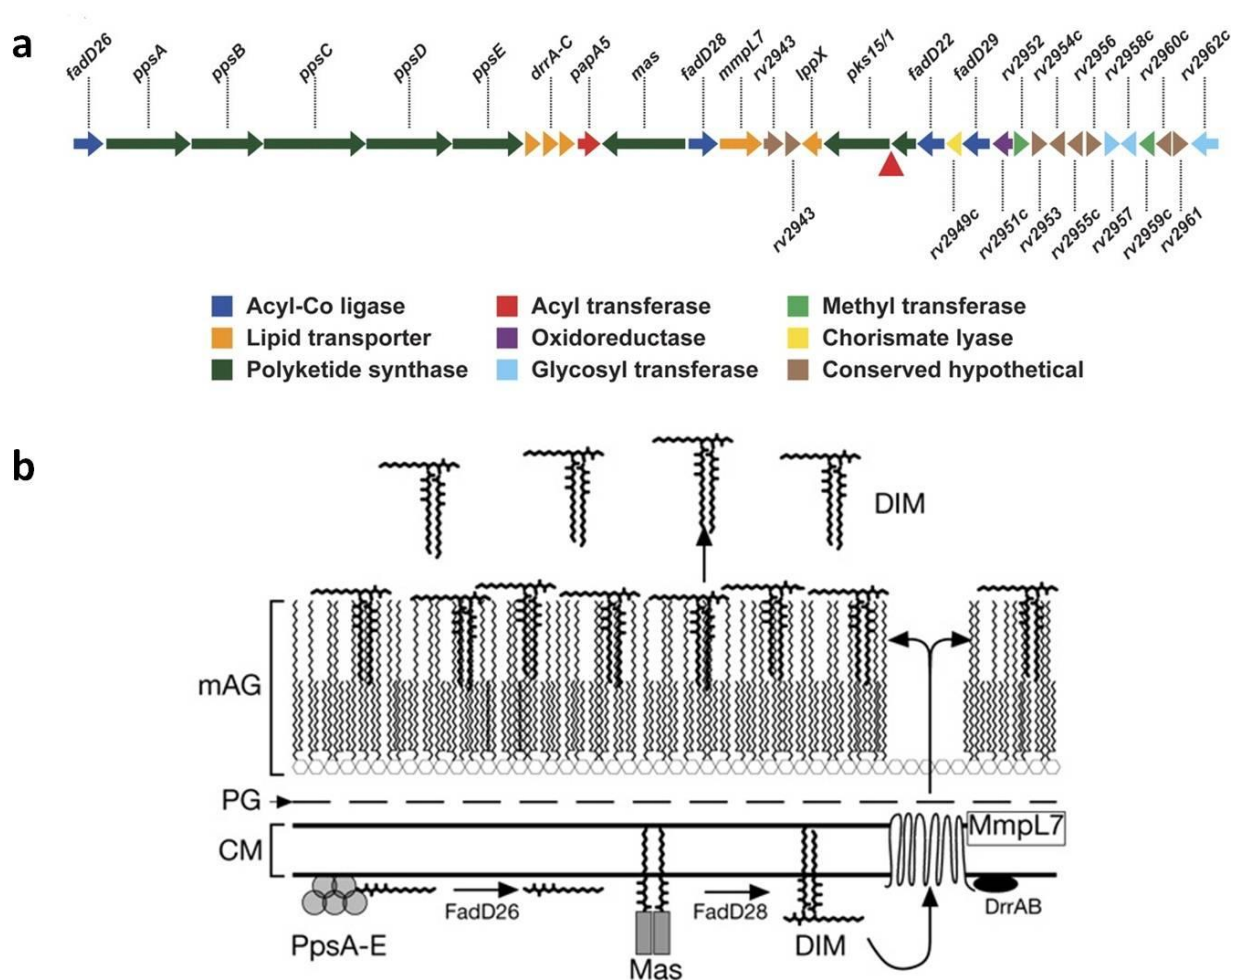 a
fadD26 ppsA ppsB ppsC ppsD ppsE drrA-C papA5 mas fadD28 mmpL7 rv2943 lppX pks15/1 fadD22 fadD29 rv2952 rv2954c rv2956 rv2958c rv2960c rv2962c
rv2943 rv2949c rv2951c rv2953 rv2955c rv2957 rv2959c rv2961
Acyl-Co ligase Acyl transferase Methyl transferase
Lipid transporter Oxidoreductase Chorismate lyase
Polyketide synthase Glycosyl transferase Conserved hypothetical
b
DIM
mAG
PG
CM
MmpL7
FadD26
FadD28
DrrAB
PpsA-E
Mas
DIM